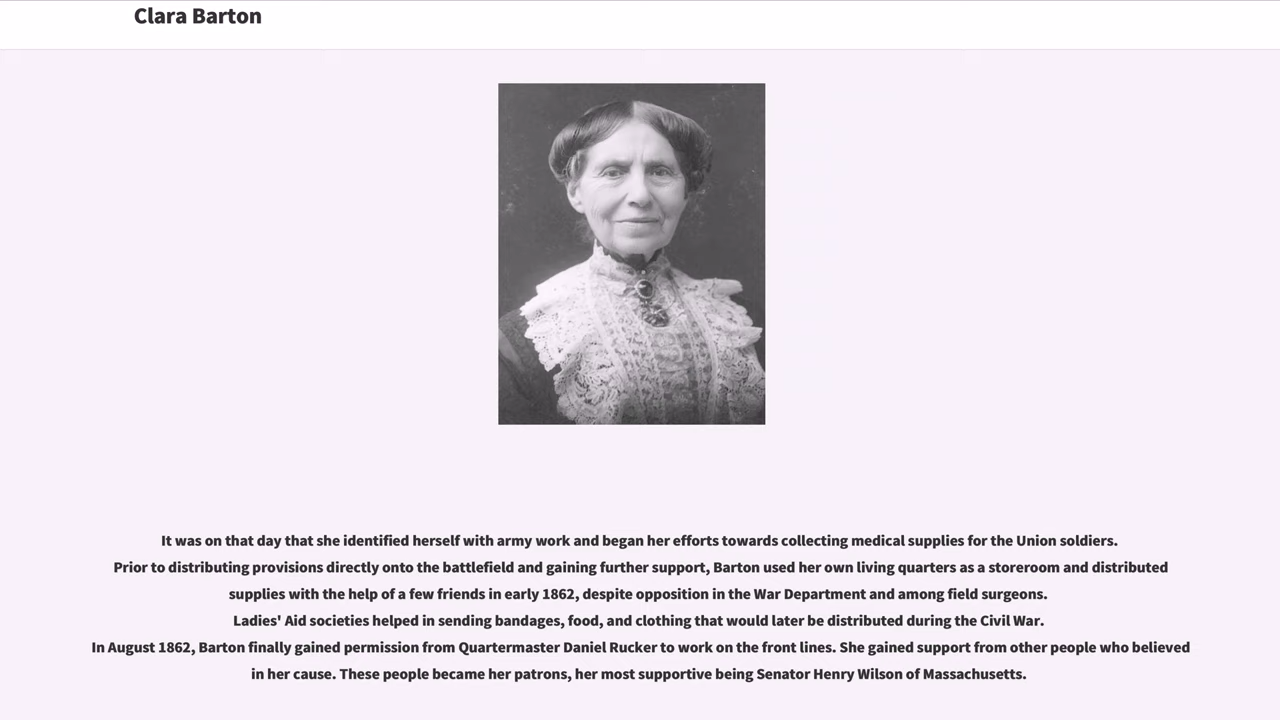 Clara Barton
It was on that day that she identified herself with army work and began her efforts towards collecting medical supplies for the Union soldiers.
Prior to distributing provisions directly onto the battlefield and gaining further support, Barton used her own living quarters as a storeroom and distributed
supplies with the help of a few friends in early 1862, despite opposition in the War Department and among field surgeons.
Ladies' Aid societies helped in sending bandages, food, and clothing that would later be distributed during the Civil War.
In August 1862, Barton finally gained permission from Quartermaster Daniel Rucker to work on the front lines. She gained support from other people who believed
in her cause. These people became her patrons, her most supportive being Senator Henry Wilson of Massachusetts.